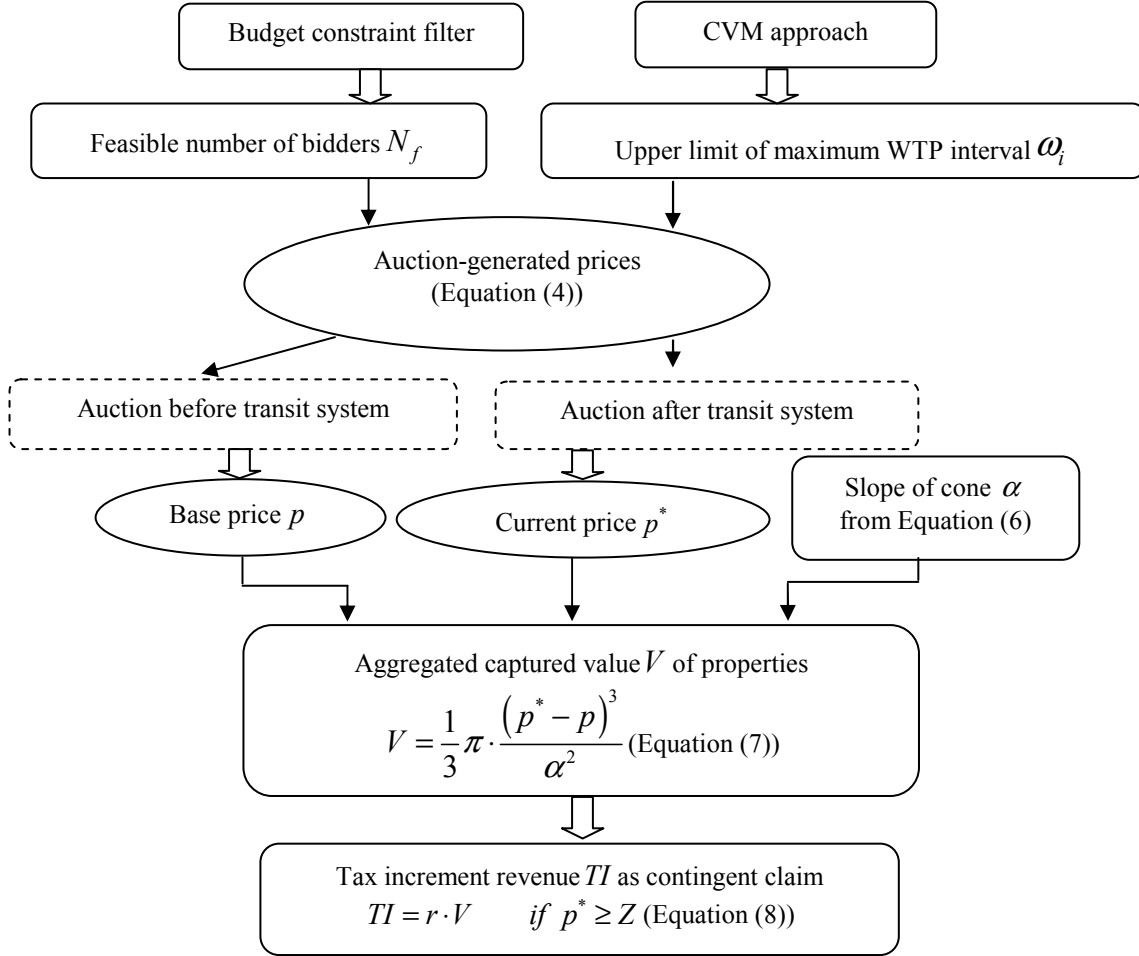 Budget constraint filter
CVM approach
Feasible number of bidders N_f
Upper limit of maximum WTP interval ω_i
Auction-generated prices
(Equation (4))
Auction before transit system
Auction after transit system
Base price p
Current price p^*
Slope of cone α
from Equation (6)
Aggregated captured value V of properties
V = \frac{1}{3} π · \frac{(p^* - p)^3}{α^2} (Equation (7))
Tax increment revenue TI as contingent claim
TI = r · V if p^* ≥ Z (Equation (8))